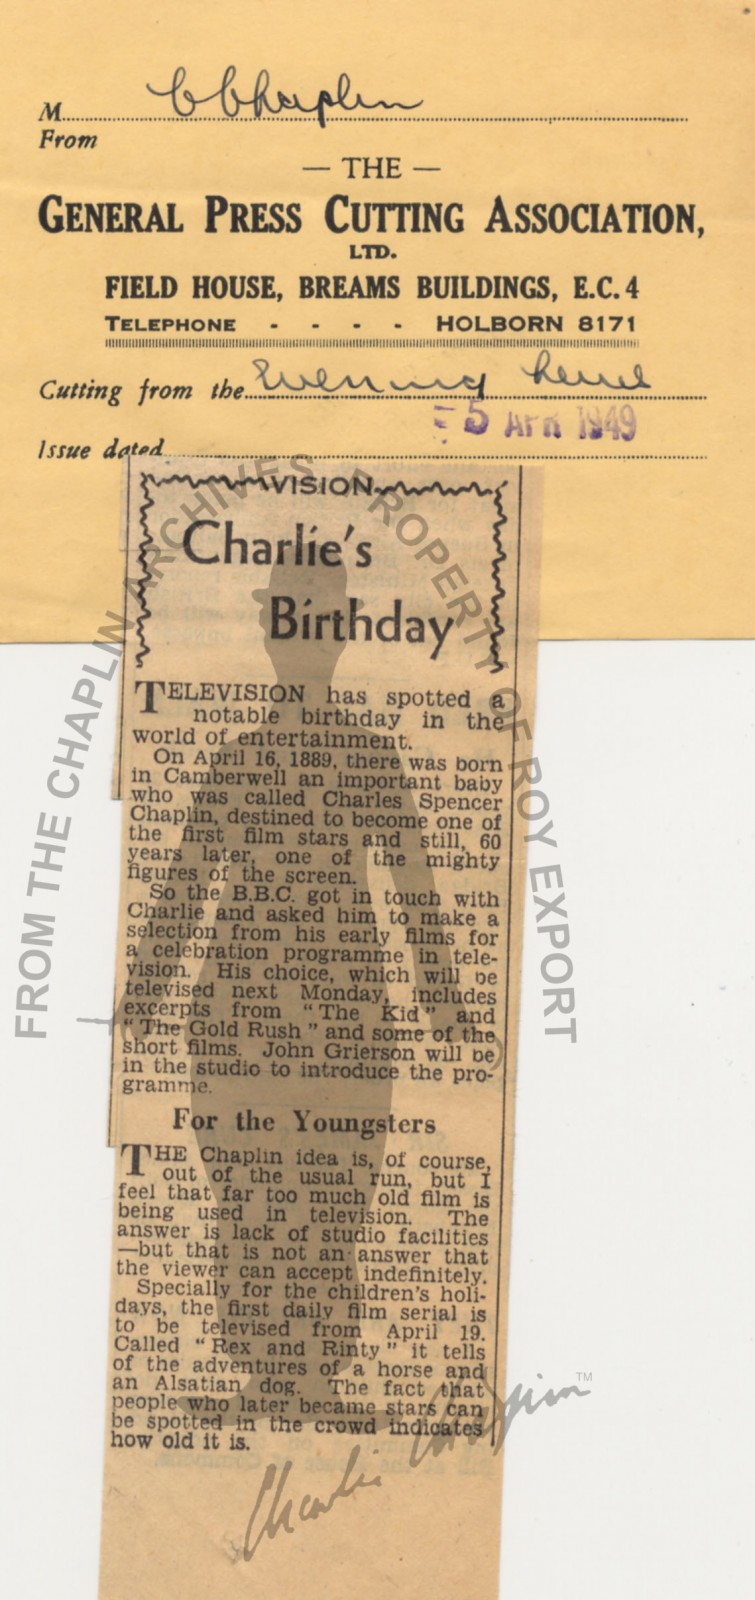 M C Chaplin
From
— THE —
GENERAL PRESS CUTTING ASSOCIATION,
LTD.
FIELD HOUSE, BREAMS BUILDINGS, E.C. 4
TELEPHONE - - - - HOLBORN 8171
Cutting from the Evening News
5 APR 1949
Issue dated
VISION
Charlie's
Birthday
TELEVISION has spotted a
notable birthday in the
world of entertainment.
On April 16, 1889, there was born
in Camberwell an important baby
who was called Charles Spencer
Chaplin, destined to become one of
the first film stars and still, 60
years later, one of the mighty
figures of the screen.
So the B.B.C. got in touch with
Charlie and asked him to make a
selection from his early films for
a celebration programme in tele-
vision. His choice, which will be
televised next Monday, includes
excerpts from "The Kid" and
"The Gold Rush" and some of the
short films. John Grierson will be
in the studio to introduce the pro-
gramme.
For the Youngsters
THE Chaplin idea is, of course,
out of the usual run, but I
feel that far too much old film is
being used in television. The
answer is lack of studio facilities
—but that is not an answer that
the viewer can accept indefinitely.
Specially for the children's holi-
days, the first daily film serial is
to be televised from April 19.
Called "Rex and Rinty" it tells
of the adventures of a horse and
an Alsatian dog. The fact that
people who later became stars can
be spotted in the crowd indicates
how old it is.
FROM THE CHAPLIN ARCHIVES PROPERTY OF ROY EXPORT
Charlie Chaplin TM